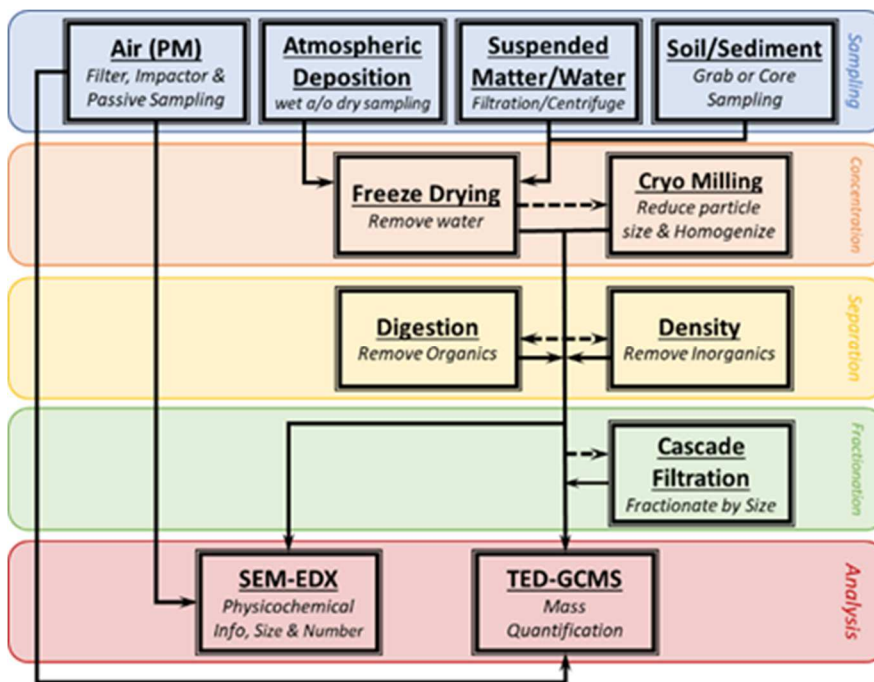 Air (PM)
Filter, Impactor &
Passive Sampling
Atmospheric
Deposition
wet a/o dry sampling
Suspended
Matter/Water
Filtration/Centrifuge
Soil/Sediment
Grab or Core
Sampling
Sampling
Freeze Drying
Remove water
Cryo Milling
Reduce particle
size & Homogenize
Concentration
Digestion
Remove Organics
Density
Remove Inorganics
Separation
Cascade
Filtration
Fractionate by Size
Fractionation
SEM-EDX
Physicochemical
Info, Size & Number
TED-GCMS
Mass
Quantification
Analysis